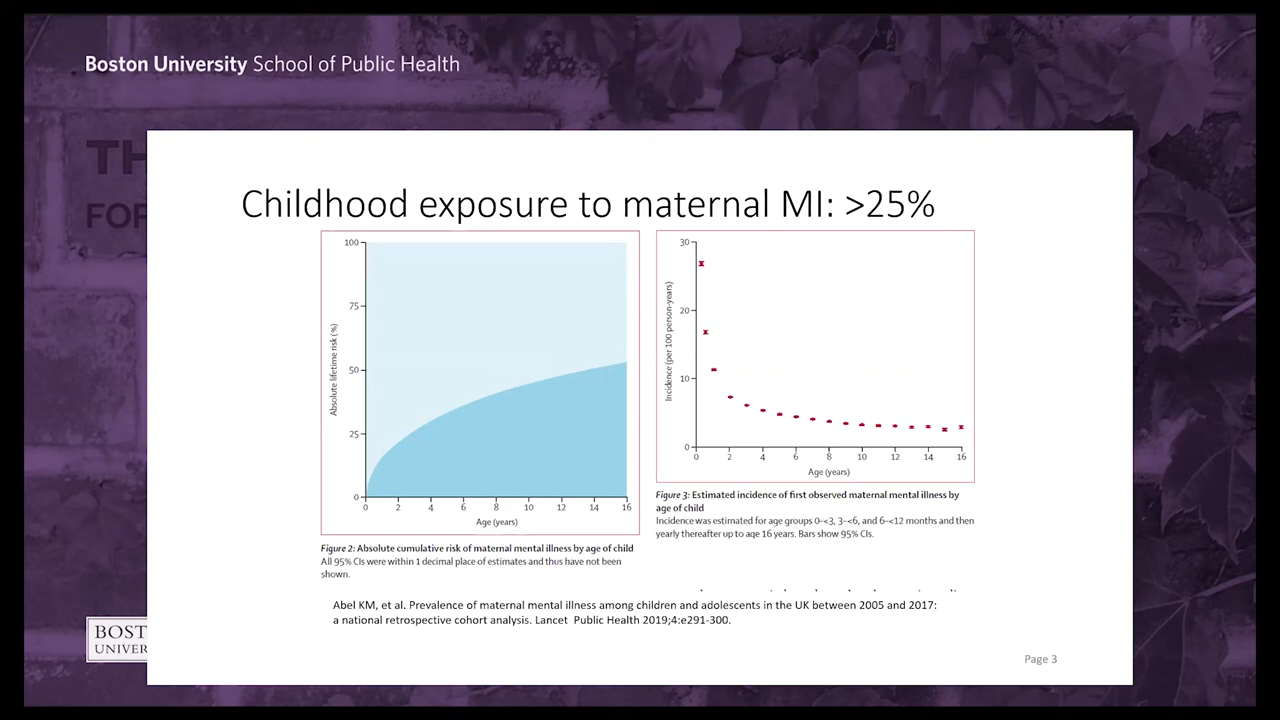 Boston University School of Public Health
TH
FOR
Childhood exposure to maternal MI: >25%
100
75
50
25
0
Absolute lifetime risk (%)
0 2 4 6 8 10 12 14 16
Age (years)
Figure 2: Absolute cumulative risk of maternal mental illness by age of child
All 95% CIs were within 1 decimal place of estimates and thus have not been
shown.
30
20
10
0
Incidence (per 100 person-years)
0 2 4 6 8 10 12 14 16
Age (years)
Figure 3: Estimated incidence of first observed maternal mental illness by
age of child
Incidence was estimated for age groups 0–<3, 3–<6, and 6–<12 months and then
yearly thereafter up to age 16 years. Bars show 95% CIs.
Abel KM, et al. Prevalence of maternal mental illness among children and adolescents in the UK between 2005 and 2017:
a national retrospective cohort analysis. Lancet Public Health 2019;4:e291-300.
BOST
UNIVER
Page 3